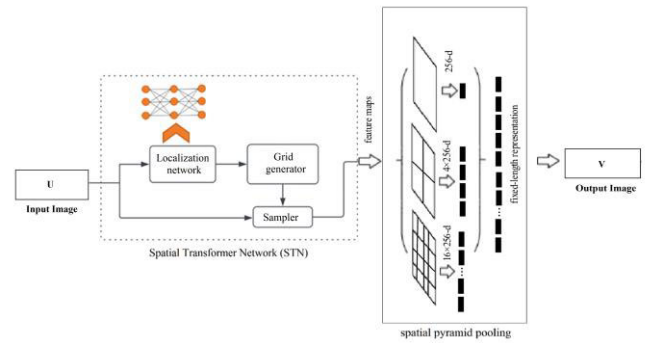 U
Input Image
Localization
network
Grid
generator
Sampler
Spatial Transformer Network (STN)
feature maps
256-d
4×256-d
16×256-d
fixed-length representation
spatial pyramid pooling
V
Output Image